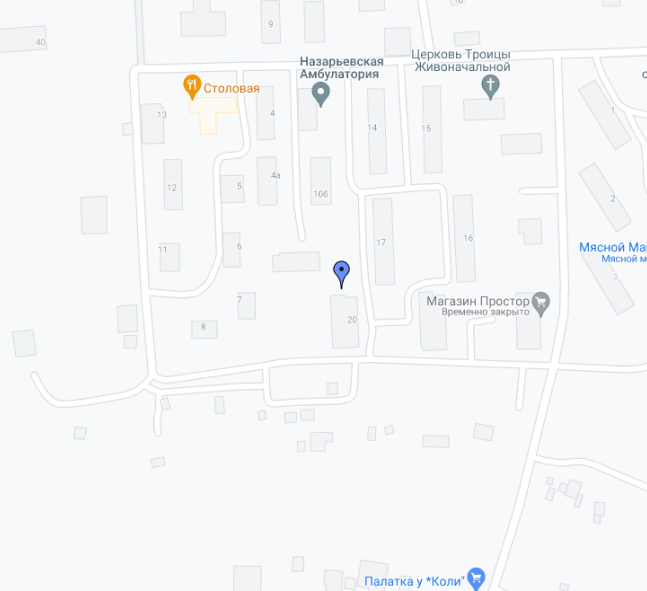 9
40
Назарьевская
Амбулатория
Церковь Троицы
Живоначальной
Столовая
13
4
14
15
1
12
5
4а
10б
2
11
6
17
16
Мясной Ма
Мясной м
3
7
8
20
Магазин Простор
Временно закрыто
Палатка у "Коли"